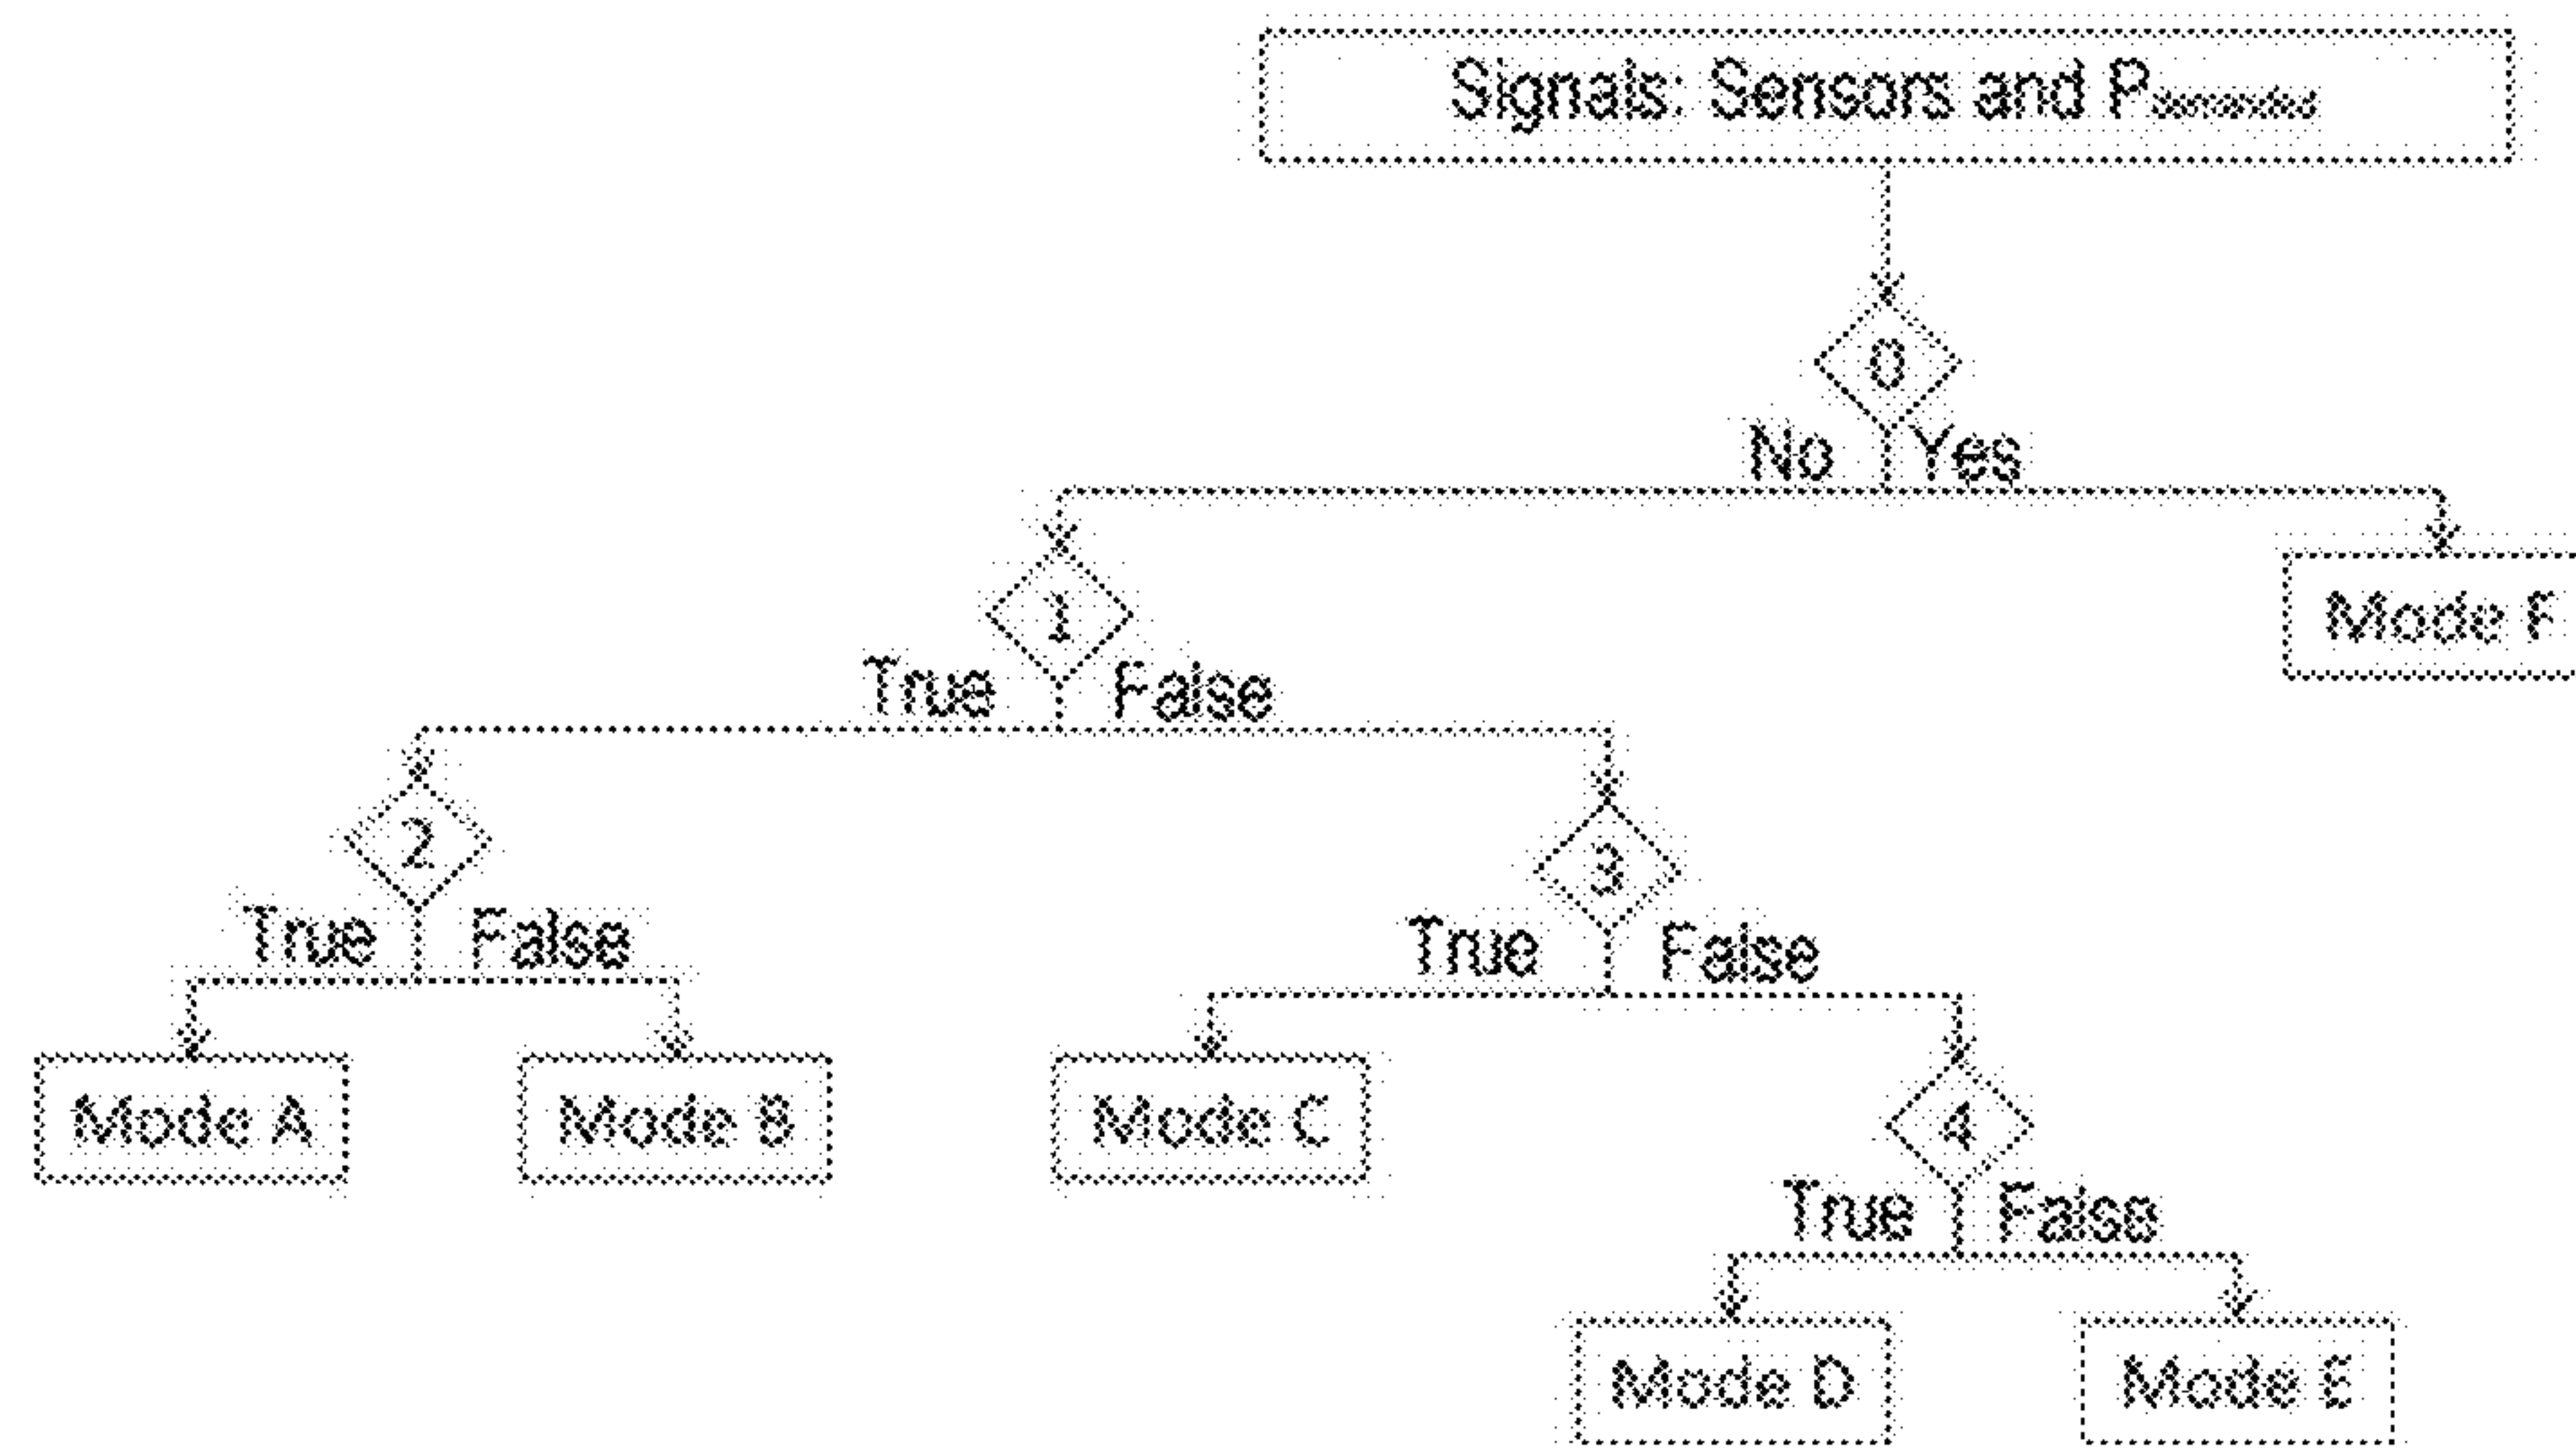 Signals: Sensors and Pdemanded
0
No Yes
1
Mode F
True False
2
3
True False
True False
Mode A
Mode B
Mode C
4
True False
Mode D
Mode E